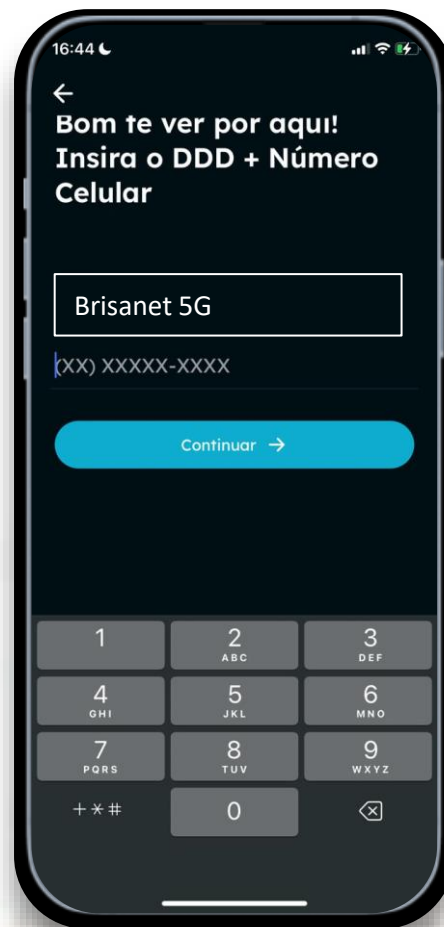 16:44
Bom te ver por aqui!
Insira o DDD + Número
Celular
Brisanet 5G
(XX) XXXXX-XXXX
Continuar →
1
2
ABC
3
DEF
4
GHI
5
JKL
6
MNO
7
PQRS
8
TUV
9
WXYZ
+*#
0